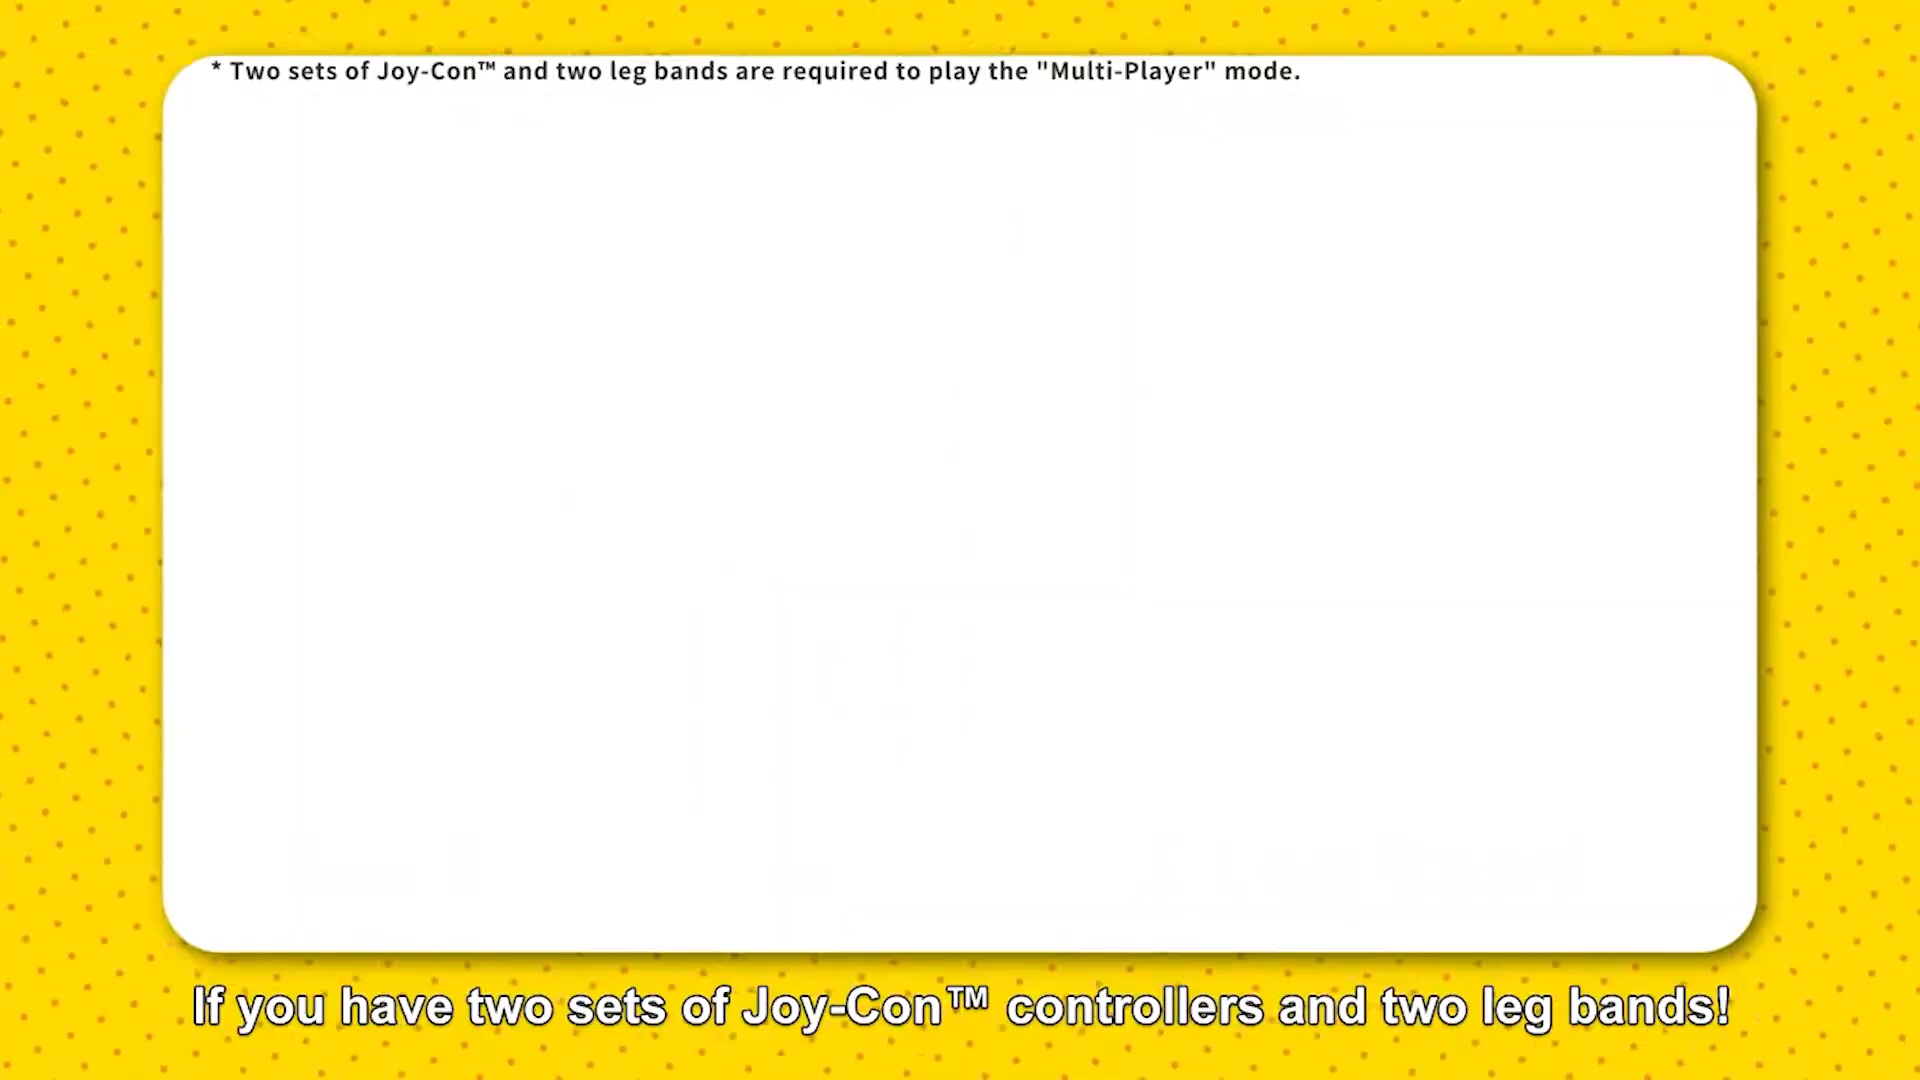 * Two sets of Joy-Con™ and two leg bands are required to play the "Multi-Player" mode.
If you have two sets of Joy-Con™ controllers and two leg bands!